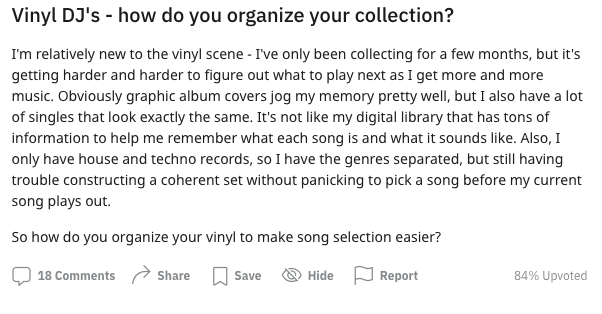 Vinyl DJ's - how do you organize your collection?
I'm relatively new to the vinyl scene - I've only been collecting for a few months, but it's
getting harder and harder to figure out what to play next as I get more and more
music. Obviously graphic album covers jog my memory pretty well, but I also have a lot
of singles that look exactly the same. It's not like my digital library that has tons of
information to help me remember what each song is and what it sounds like. Also, I
only have house and techno records, so I have the genres separated, but still having
trouble constructing a coherent set without panicking to pick a song before my current
song plays out.
So how do you organize your vinyl to make song selection easier?
18 Comments Share Save Hide Report 84% Upvoted